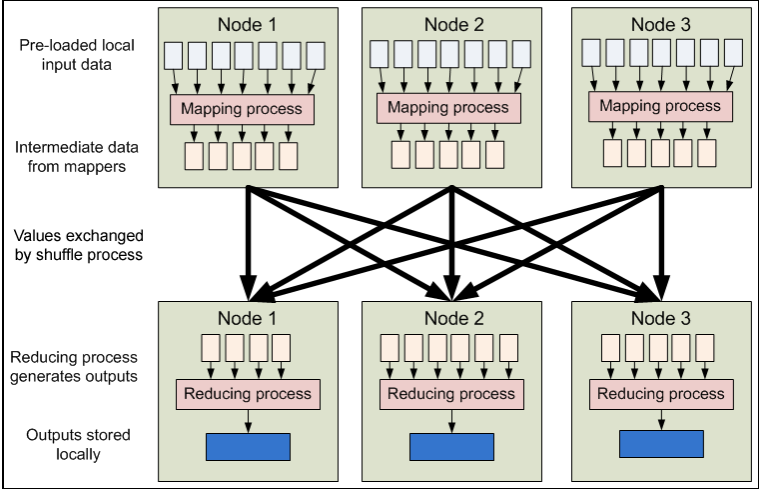 Node 1
Node 2
Node 3
Pre-loaded local
input data
Mapping process
Mapping process
Mapping process
Intermediate data
from mappers
Values exchanged
by shuffle process
Node 1
Node 2
Node 3
Reducing process
generates outputs
Reducing process
Reducing process
Reducing process
Outputs stored
locally